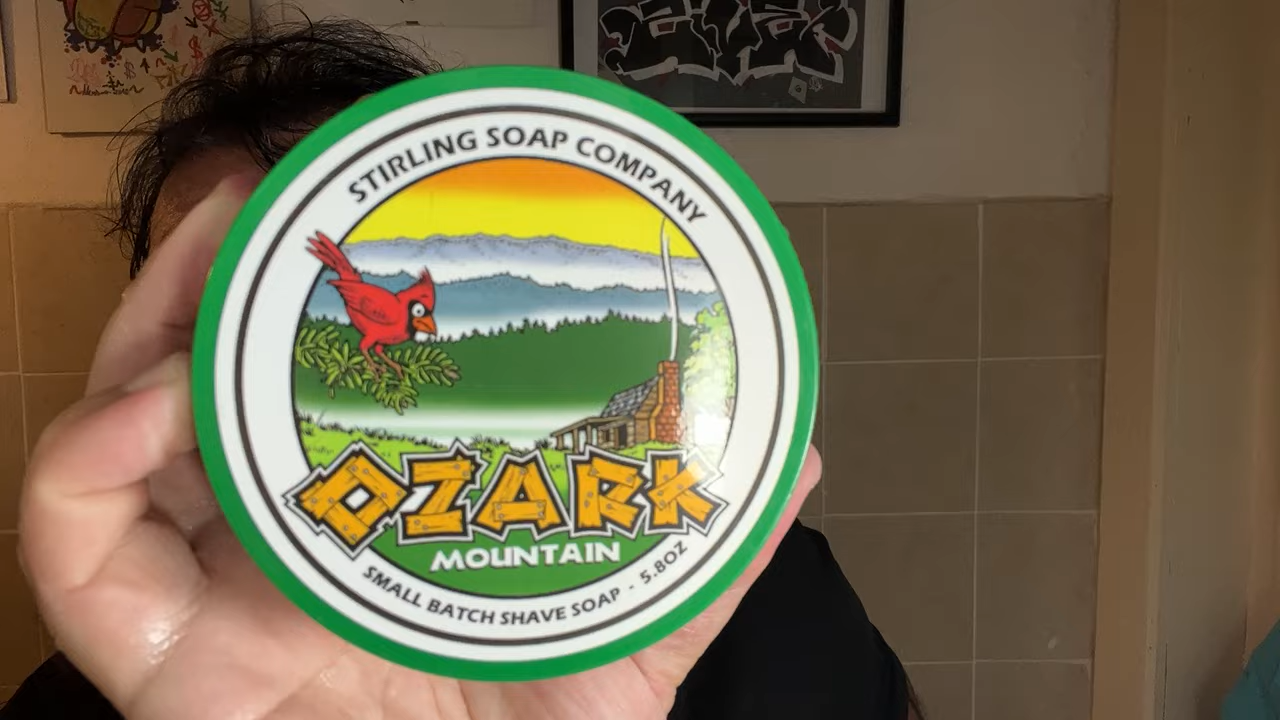 STIRLING SOAP COMPANY
OZARK
MOUNTAIN
SMALL BATCH SHAVE SOAP - 5.8OZ